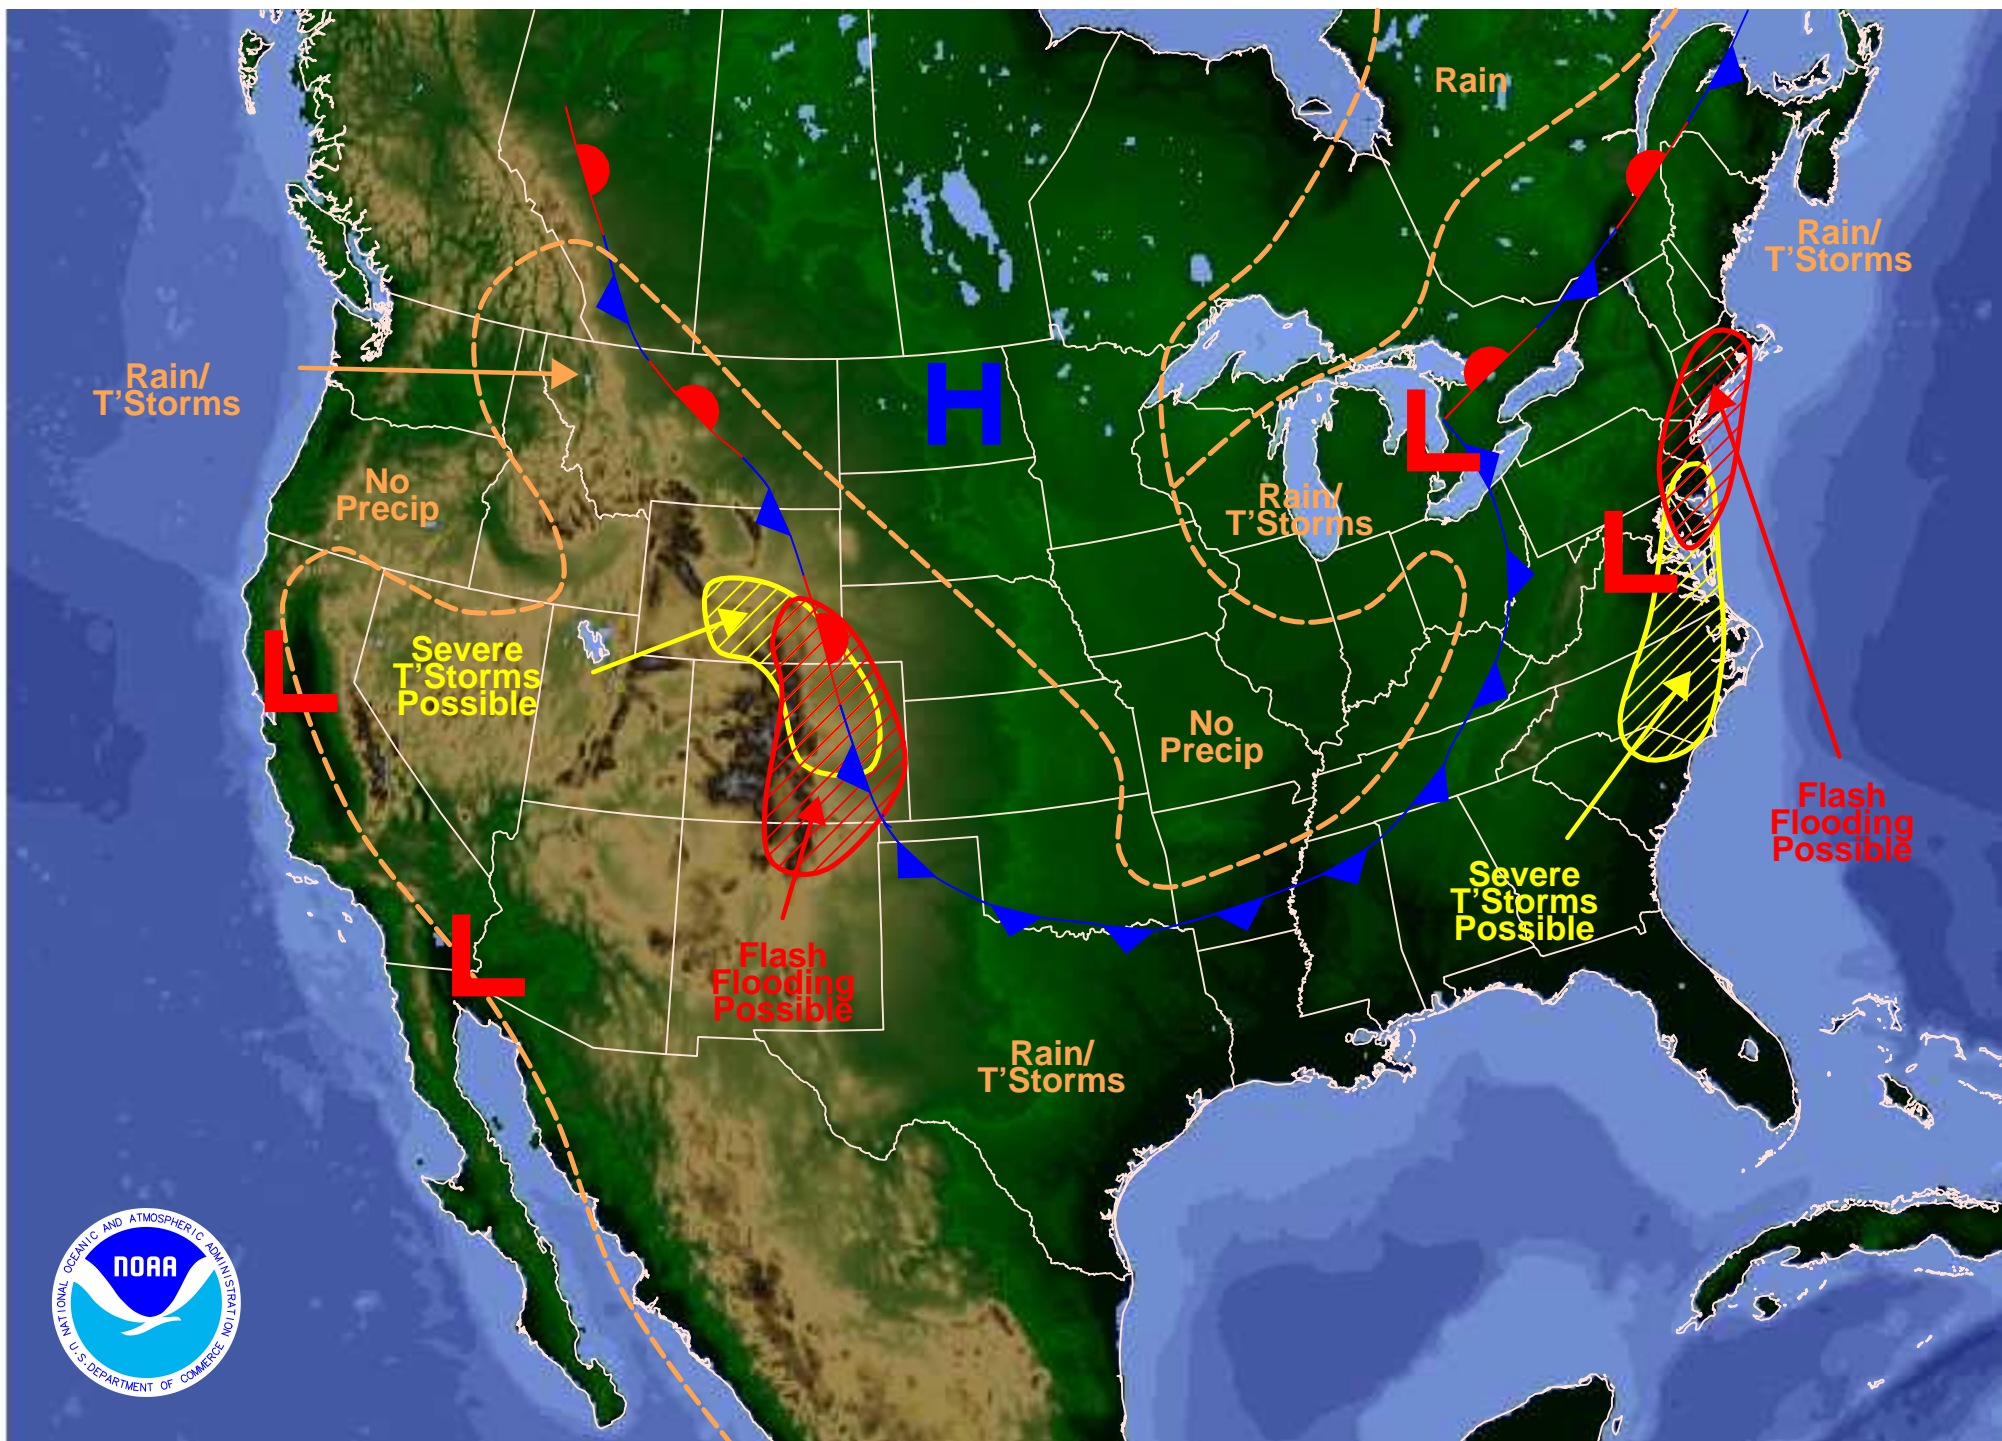 Rain
Rain/
T'Storms
H
Rain/
T'Storms
L
No
Precip
Rain/
T'Storms
L
L
Severe
T'Storms
Possible
No
Precip
Flash
Flooding
Possible
Severe
T'Storms
Possible
L
Flash
Flooding
Possible
Rain/
T'Storms
NATIONAL OCEANIC AND ATMOSPHERIC ADMINISTRATION
NOAA
U.S. DEPARTMENT OF COMMERCE